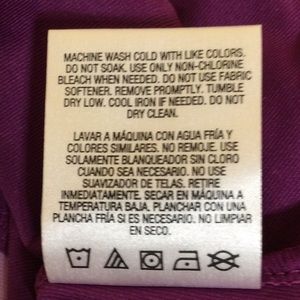 MACHINE WASH COLD WITH LIKE COLORS.
DO NOT SOAK. USE ONLY NON-CHLORINE
BLEACH WHEN NEEDED. DO NOT USE FABRIC
SOFTENER. REMOVE PROMPTLY. TUMBLE
DRY LOW. COOL IRON IF NEEDED. DO NOT
DRY CLEAN.
LAVAR A MÁQUINA CON AGUA FRÍA Y
COLORES SIMILARES. NO REMOJE. USE
SOLAMENTE BLANQUEADOR SIN CLORO
CUANDO SEA NECESARIO. NO USE
SUAVIZADOR DE TELAS. RETIRE
INMEDIATAMENTE. SECAR EN MÁQUINA A
TEMPERATURA BAJA. PLANCHAR CON UNA
PLANCHA FRÍA SI ES NECESARIO. NO LIMPIAR
EN SECO.